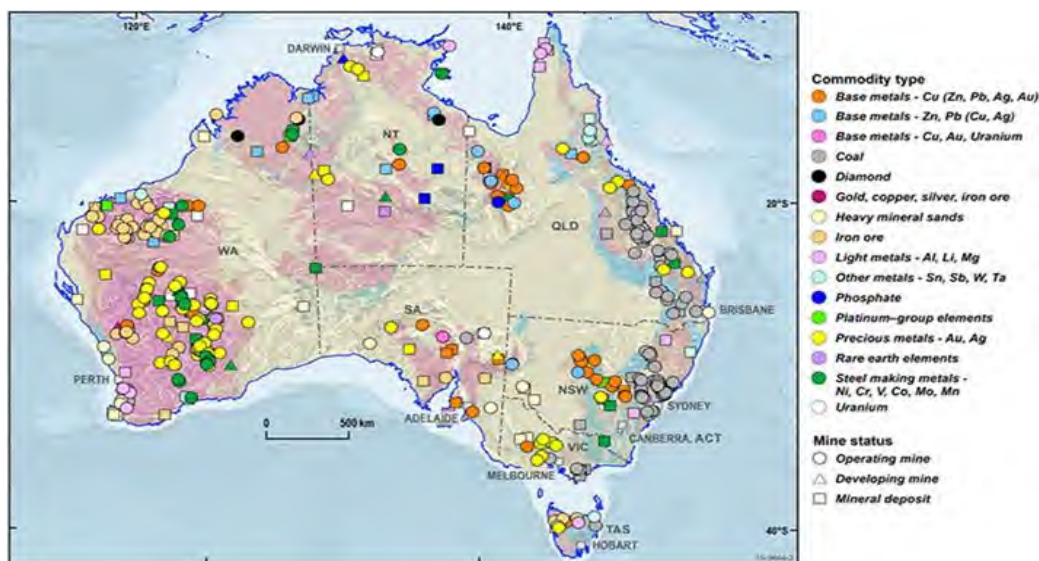 120°E
140°E
DARWIN
NT
20°S
WA
QLD
SA
BRISBANE
PERTH
NSW
SYDNEY
ADELAIDE
0 500 km
CANBERRA, ACT
VIC
MELBOURNE
TAS
HOBART
40°S
Commodity type
Base metals - Cu (Zn, Pb, Ag, Au)
Base metals - Zn, Pb (Cu, Ag)
Base metals - Cu, Au, Uranium
Coal
Diamond
Gold, copper, silver, iron ore
Heavy mineral sands
Iron ore
Light metals - Al, Li, Mg
Other metals - Sn, Sb, W, Ta
Phosphate
Platinum–group elements
Precious metals - Au, Ag
Rare earth elements
Steel making metals -
Ni, Cr, V, Co, Mo, Mn
Uranium
Mine status
Operating mine
Developing mine
Mineral deposit